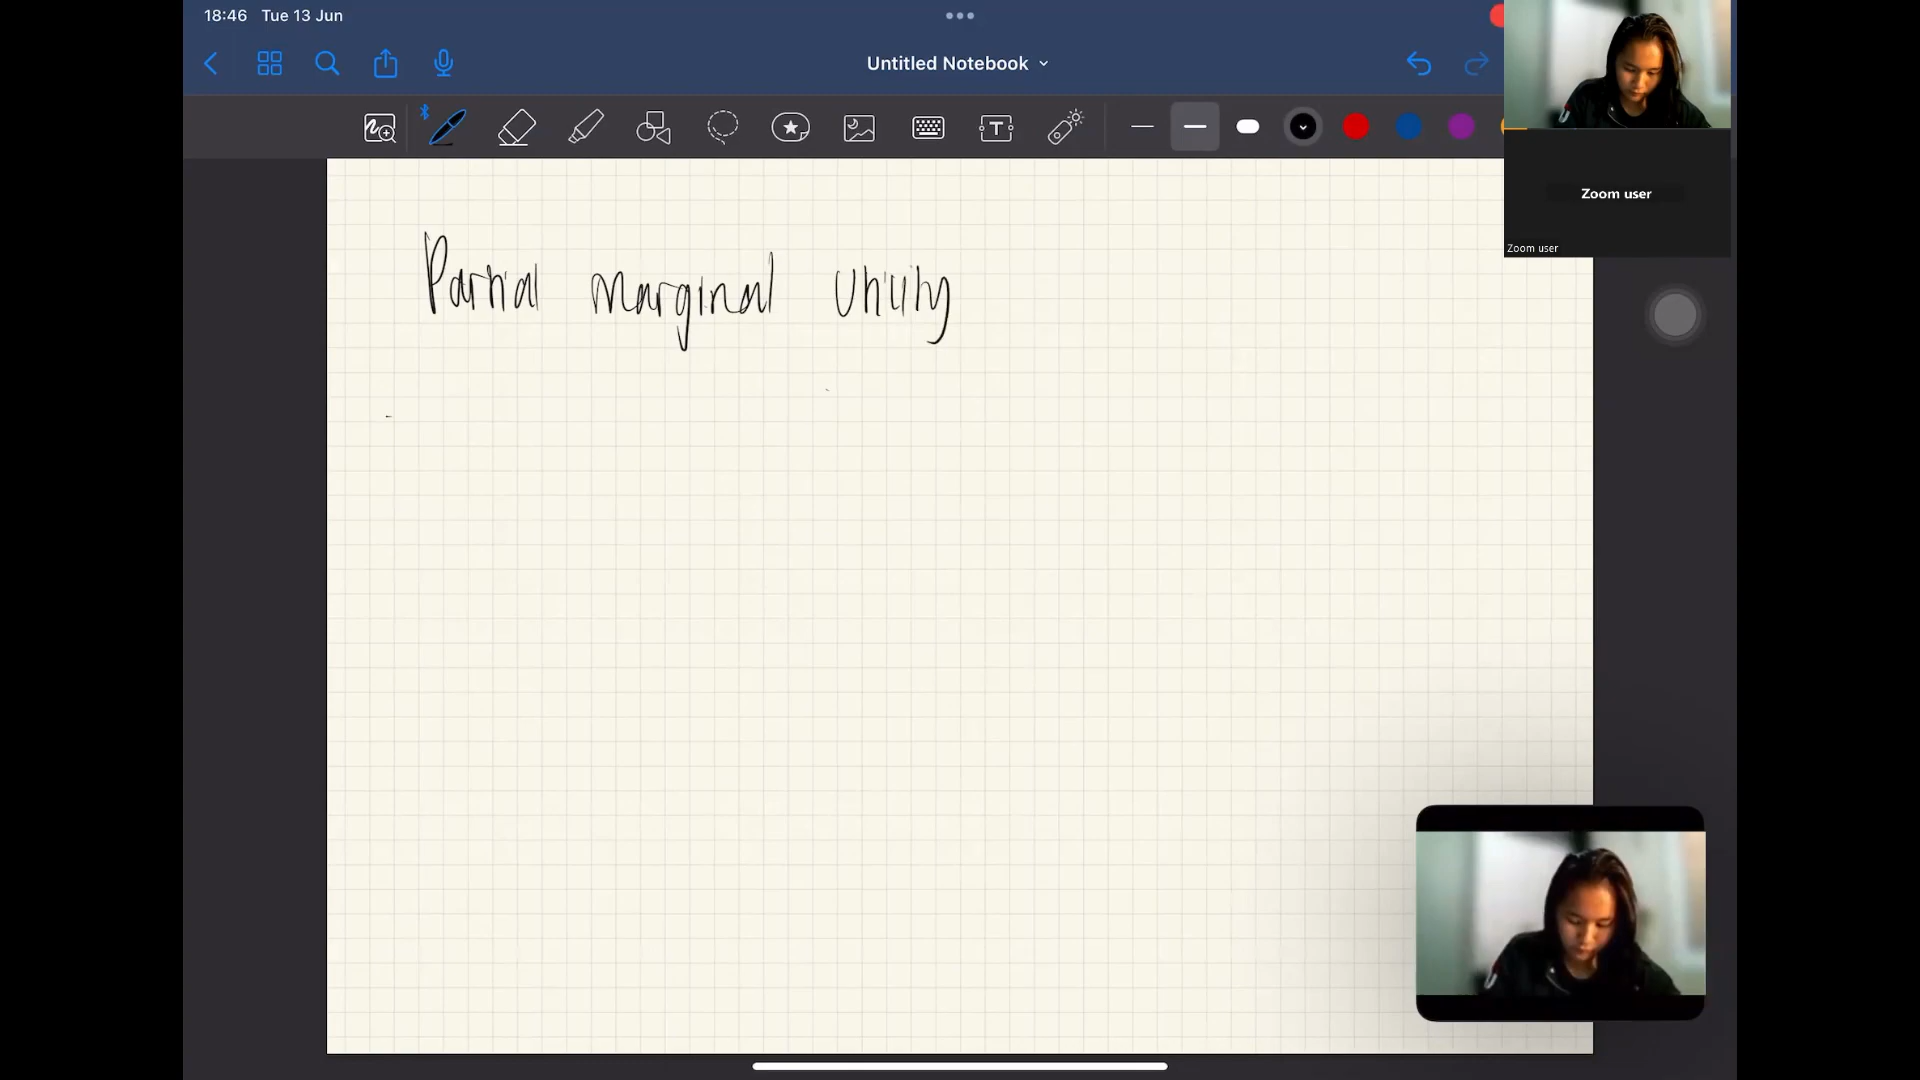 18:46 Tue 13 Jun
Untitled Notebook
Zoom user
Zoom user
Partial marginal Utility